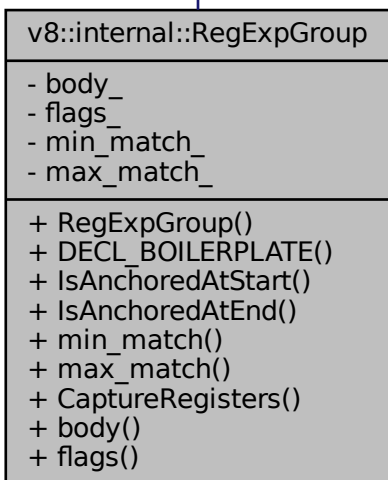 v8::internal::RegExpGroup
- body_
- flags_
- min_match_
- max_match_
+ RegExpGroup()
+ DECL_BOILERPLATE()
+ IsAnchoredAtStart()
+ IsAnchoredAtEnd()
+ min_match()
+ max_match()
+ CaptureRegisters()
+ body()
+ flags()